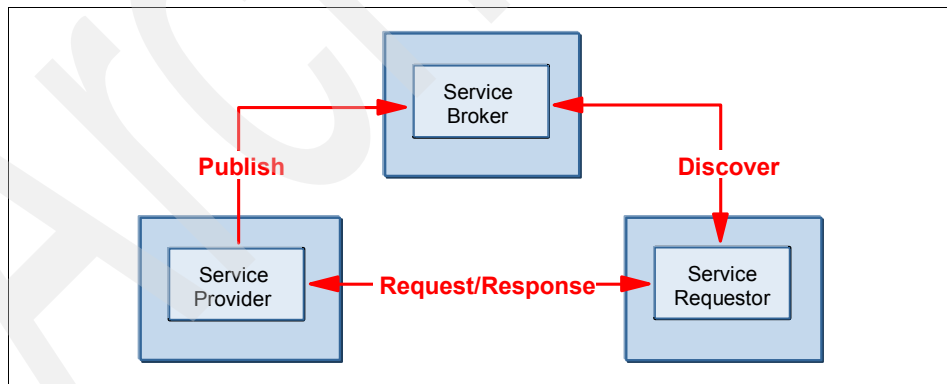 Service
Broker
Publish
Discover
Service
Provider
Request/Response
Service
Requestor